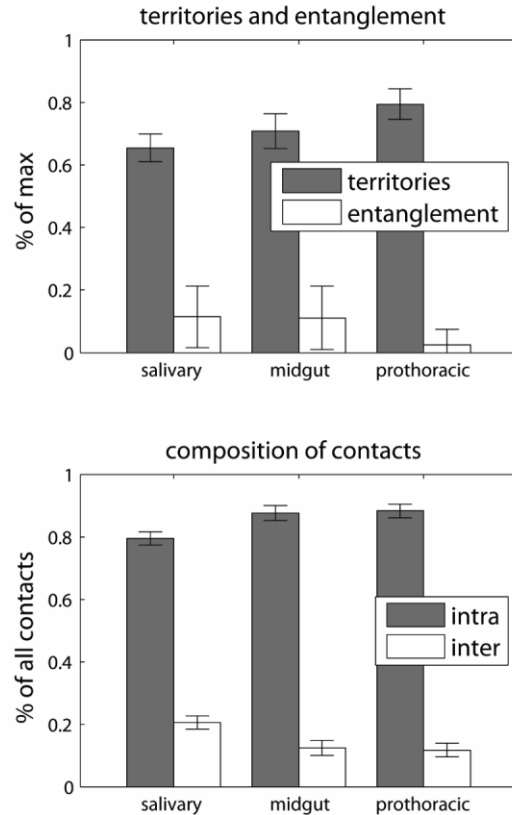 territories and entanglement
1
0.8
0.6
0.4
0.2
0
% of max
territories
entanglement
salivary midgut prothoracic
composition of contacts
1
0.8
0.6
0.4
0.2
0
% of all contacts
intra
inter
salivary midgut prothoracic